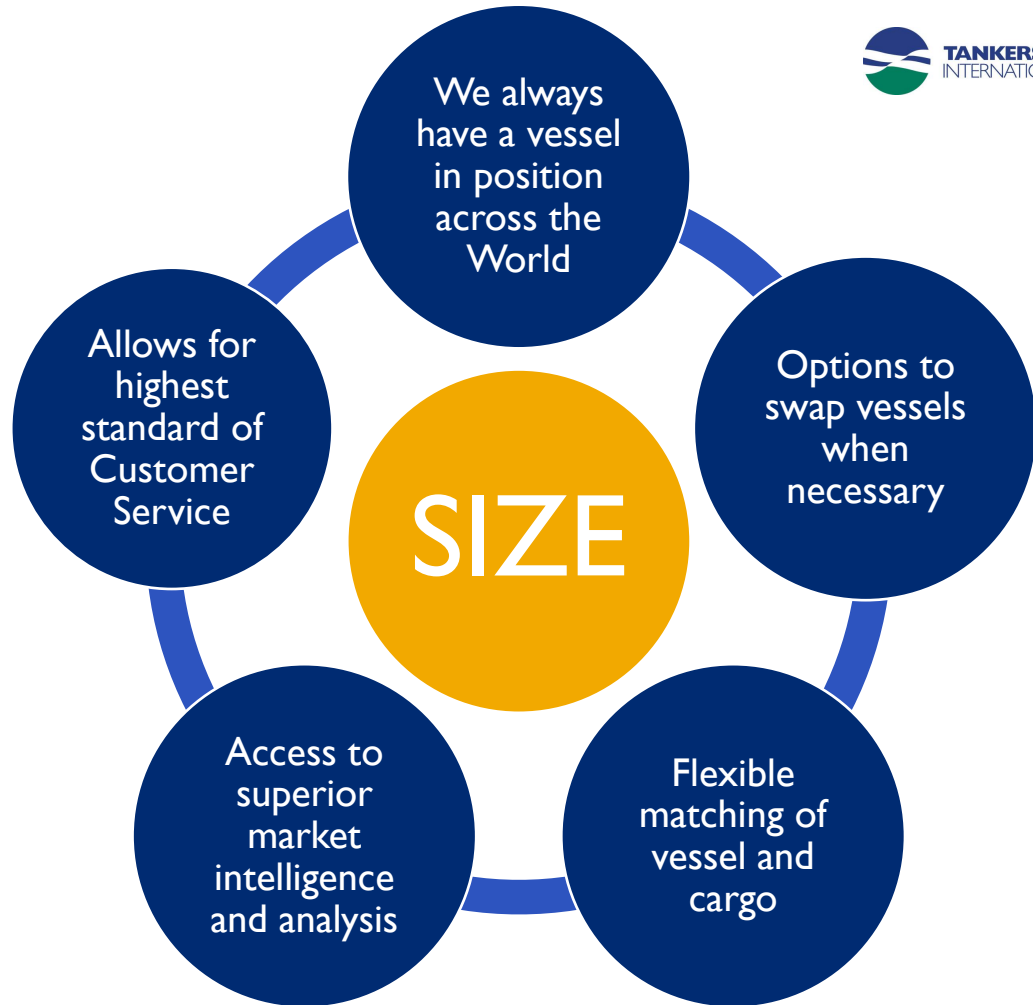 TANKERS
We always
have a vessel
in position
across the
World
Options to
swap vessels
when
necessary
Flexible
matching of
vessel and
cargo
Access to
superior
market
intelligence
and analysis
Allows for
highest
standard of
Customer
Service
SIZE